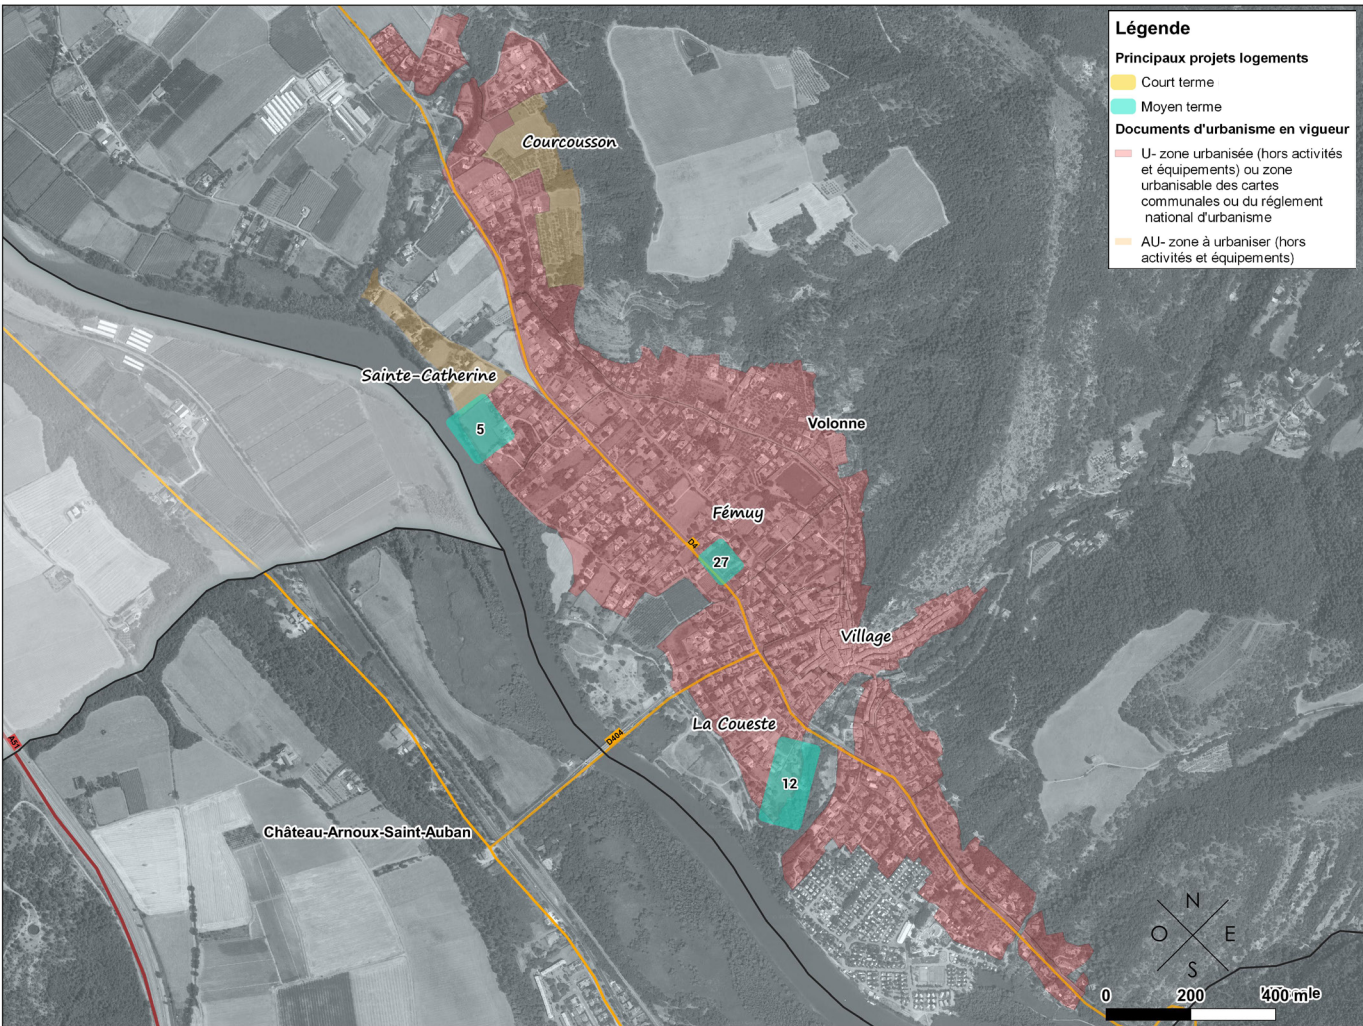 Légende
Principaux projets logements
Court terme
Moyen terme
Documents d'urbanisme en vigueur
U- zone urbanisée (hors activités
et équipements) ou zone
urbanisable des cartes
communales ou du réglement
national d'urbanisme
AU- zone à urbaniser (hors
activités et équipements)
Courcousson
Sainte-Catherine
5
Volonne
Fémuy
D4
27
Village
La Coueste
D404
A51
12
Château-Arnoux-Saint-Auban
N
O
E
S
0
200
400 m